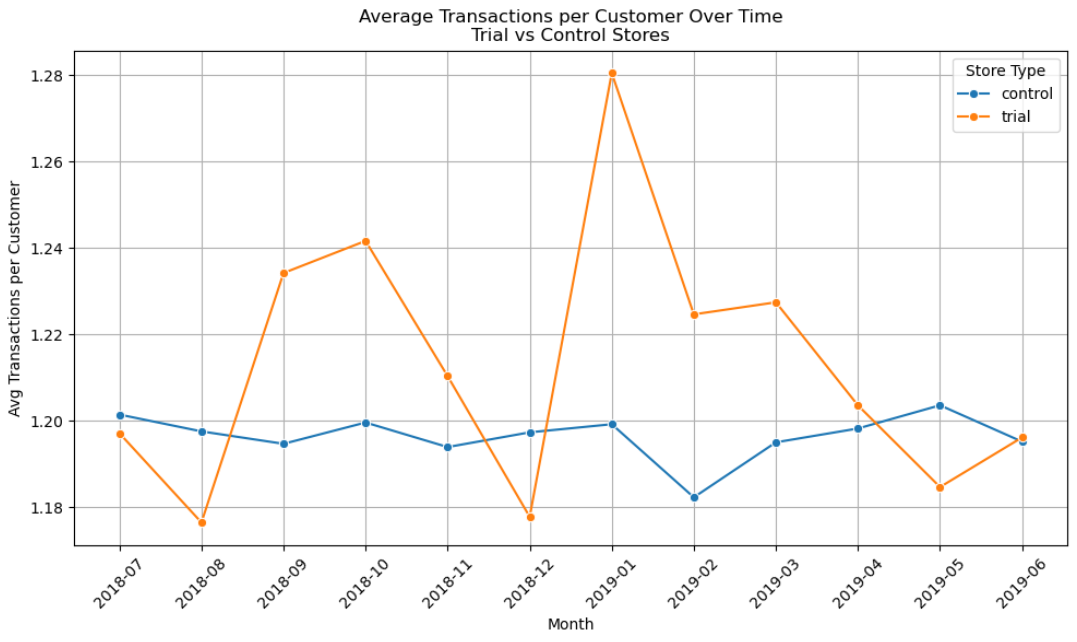 Average Transactions per Customer Over Time
Trial vs Control Stores
Store Type
control
trial
Avg Transactions per Customer
1.28
1.26
1.24
1.22
1.20
1.18
2018-07
2018-08
2018-09
2018-10
2018-11
2018-12
2019-01
2019-02
2019-03
2019-04
2019-05
2019-06
Month